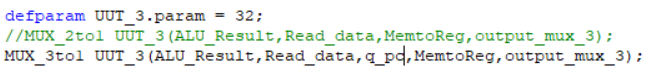 defparam UUT_3.param = 32;
//MUX_2to1 UUT_3(ALU_Result,Read_data,MemtoReg,output_mux_3);
MUX_3to1 UUT_3(ALU_Result,Read_data,q_pc,MemtoReg,output_mux_3);